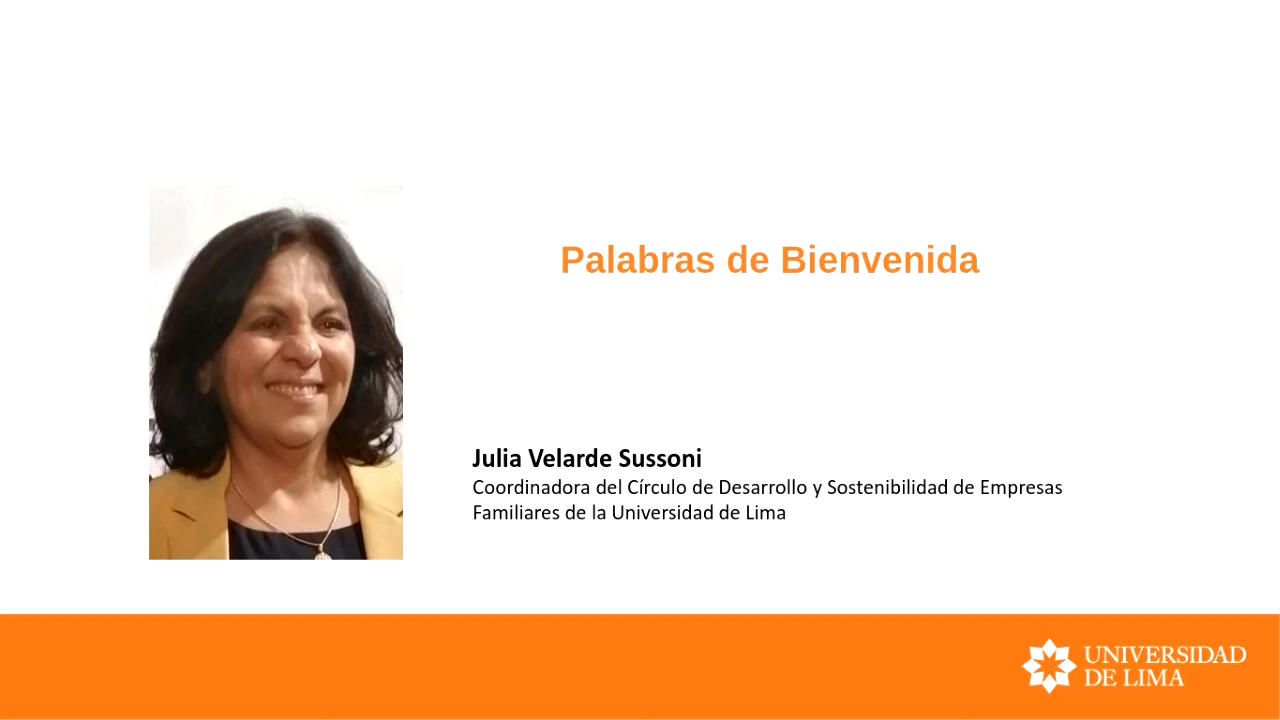 Palabras de Bienvenida
Julia Velarde Sussoni
Coordinadora del Círculo de Desarrollo y Sostenibilidad de Empresas
Familiares de la Universidad de Lima
UNIVERSIDAD
DE LIMA